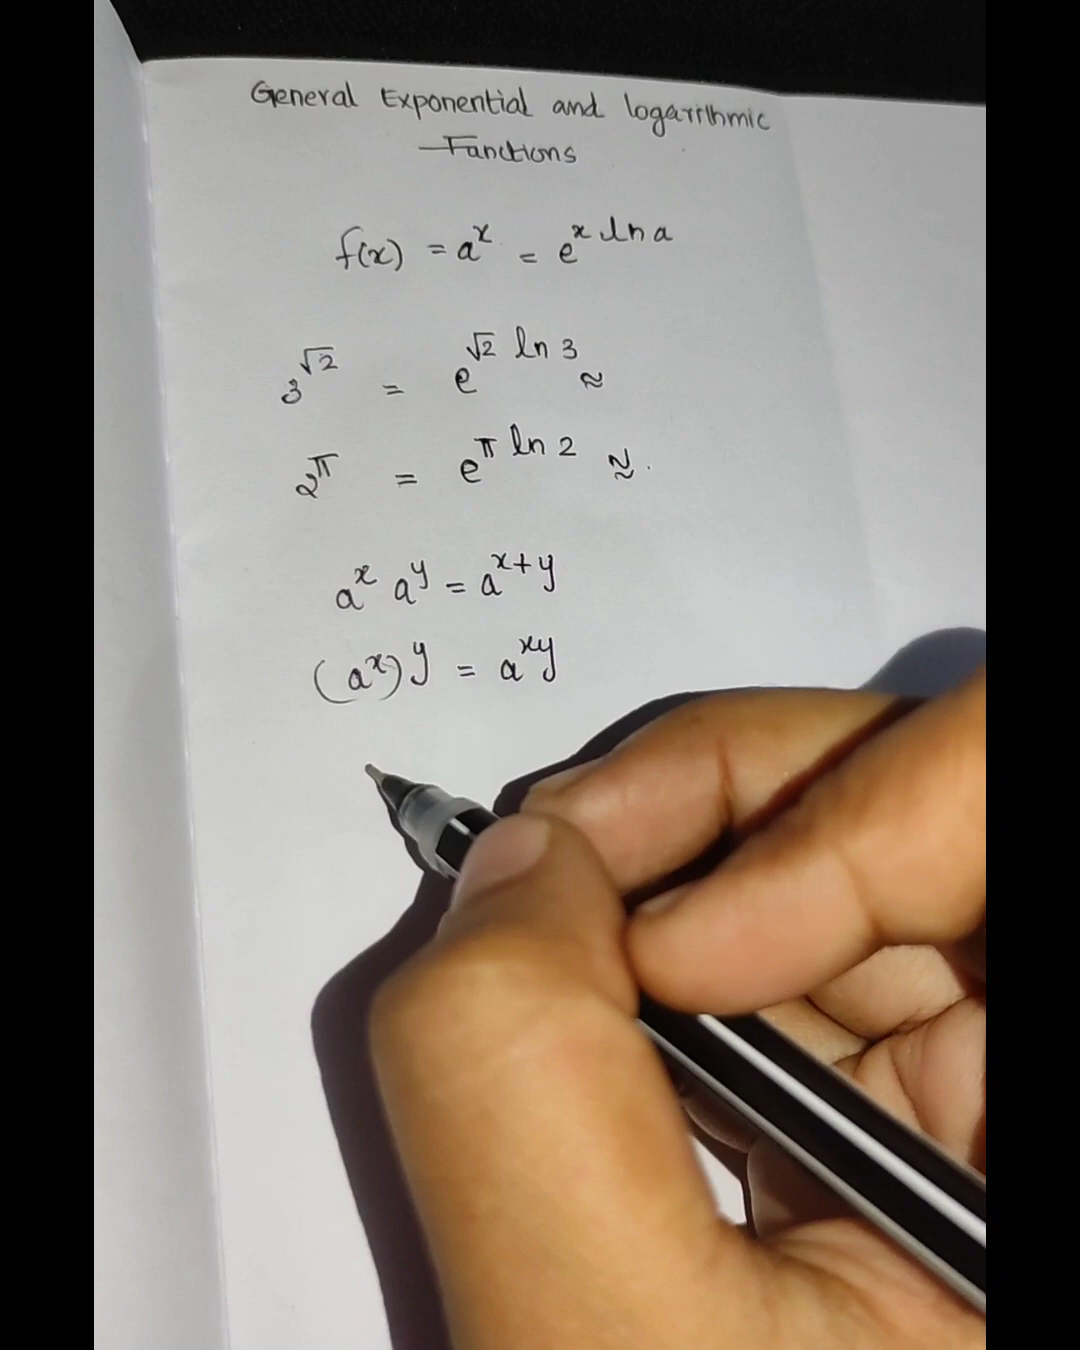 General Exponential and logarithmic
Functions
f(x) = a^x = e^{x ln a}
3^{√2} = e^{√2 ln 3} ≈
2^π = e^{π ln 2} ≈.
a^x a^y = a^{x+y}
(a^x)^y = a^{xy}